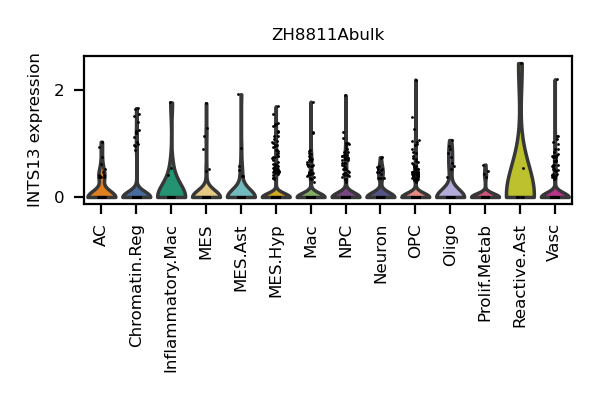 ZH8811Abulk
INTS13 expression
2
0
AC
Chromatin.Reg
Inflammatory.Mac
MES
MES.Ast
MES.Hyp
Mac
NPC
Neuron
OPC
Oligo
Prolif.Metab
Reactive.Ast
Vasc